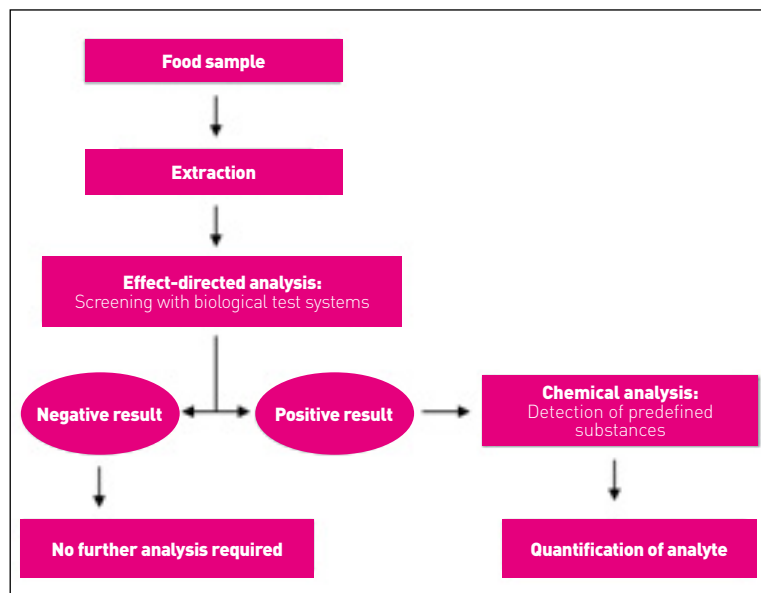 Food sample
Extraction
Effect-directed analysis:
Screening with biological test systems
Negative result
Positive result
Chemical analysis:
Detection of predefined
substances
No further analysis required
Quantification of analyte